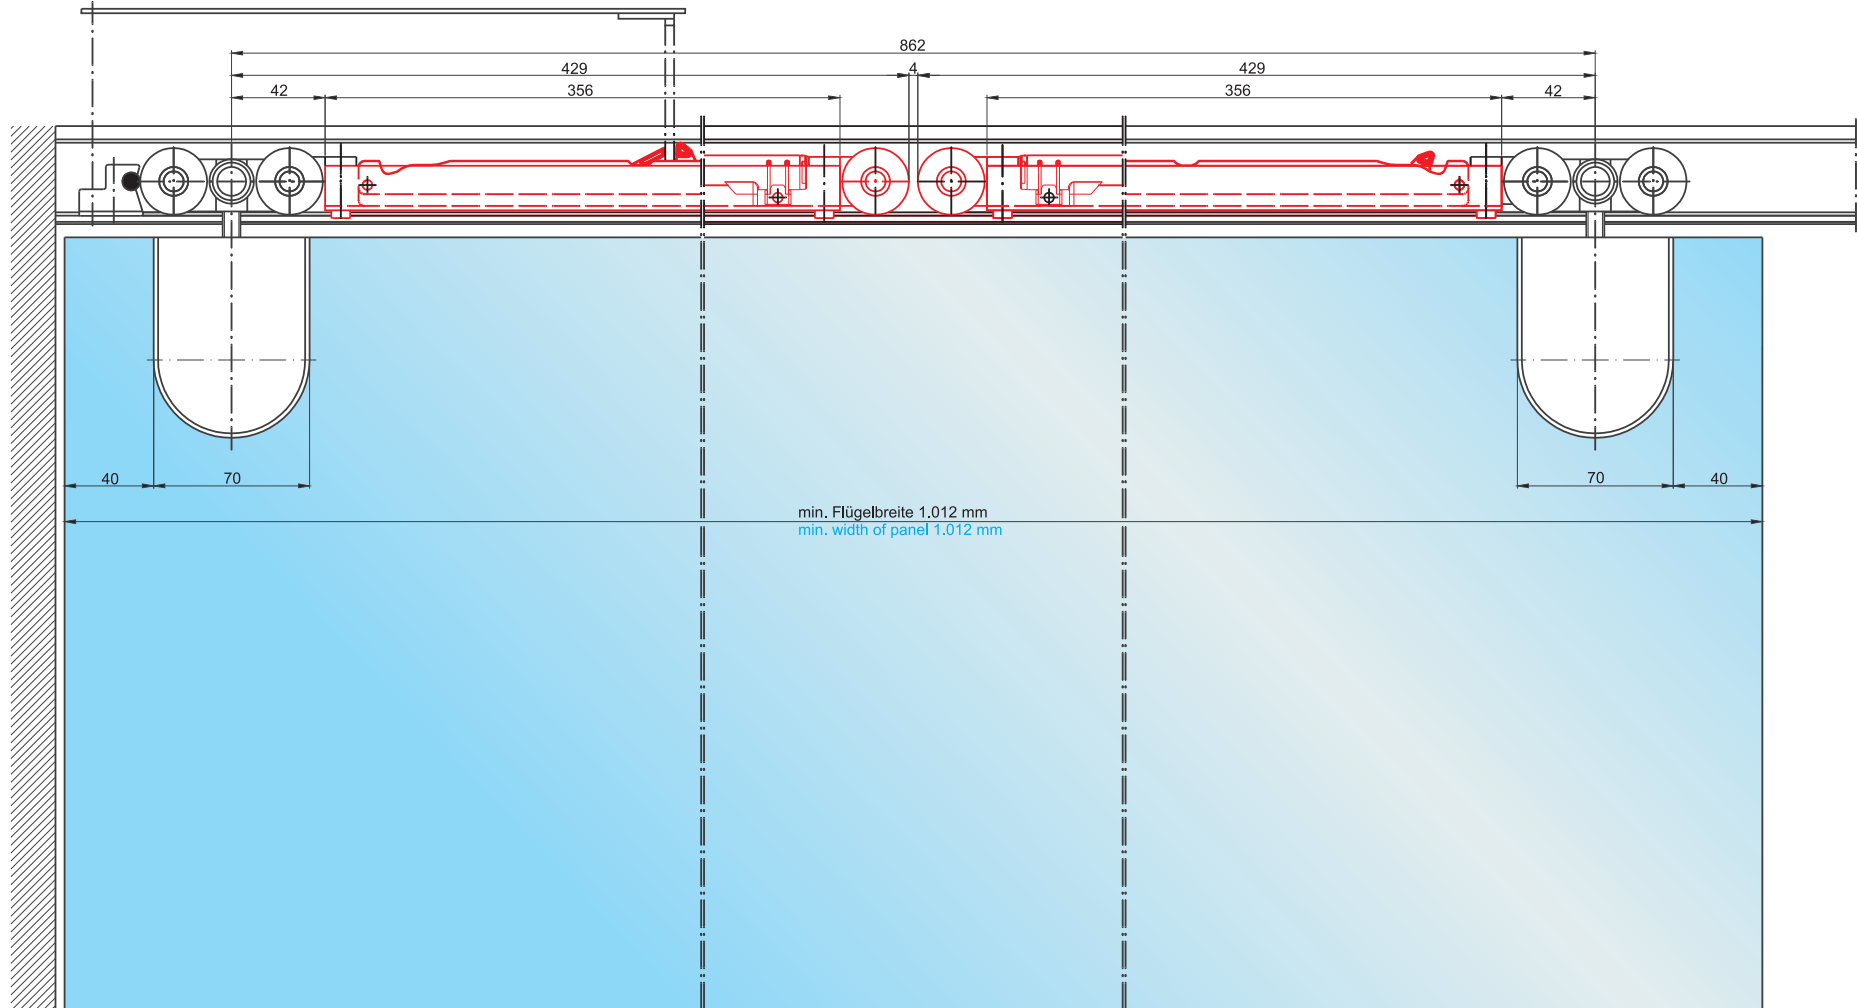 862
429 4 429
42 356 356 42
40 70 70 40
min. Flügelbreite 1.012 mm
min. width of panel 1.012 mm